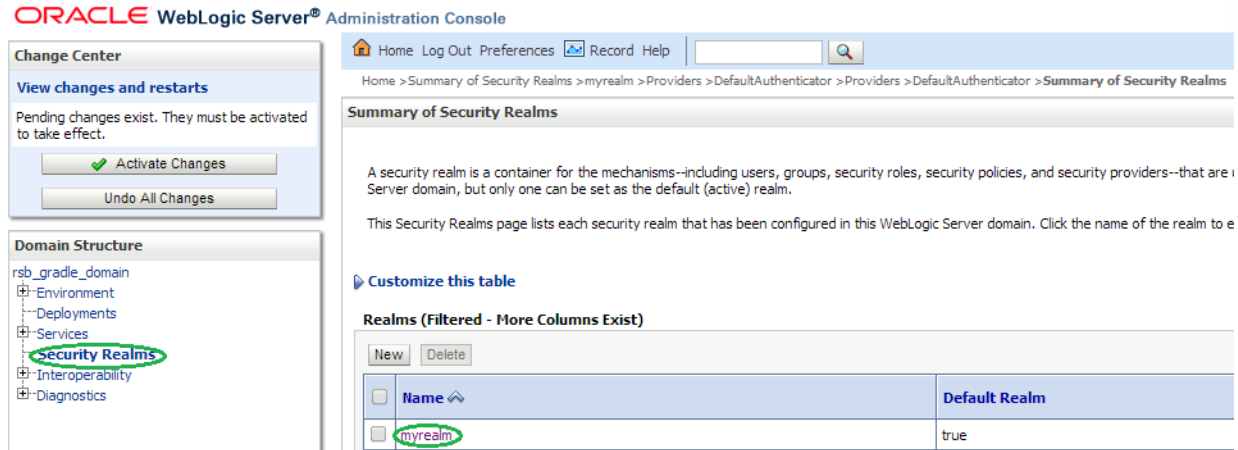 ORACLE WebLogic Server® Administration Console
Change Center
View changes and restarts
Pending changes exist. They must be activated
to take effect.
Activate Changes
Undo All Changes
Domain Structure
rsb_gradle_domain
Environment
Deployments
Services
Security Realms
Interoperability
Diagnostics
Home Log Out Preferences Record Help
Home >Summary of Security Realms >myrealm >Providers >DefaultAuthenticator >Providers >DefaultAuthenticator >Summary of Security Realms
Summary of Security Realms
A security realm is a container for the mechanisms--including users, groups, security roles, security policies, and security providers--that are
Server domain, but only one can be set as the default (active) realm.
This Security Realms page lists each security realm that has been configured in this WebLogic Server domain. Click the name of the realm to
Customize this table
Realms (Filtered - More Columns Exist)
New Delete
Name Default Realm
myrealm true